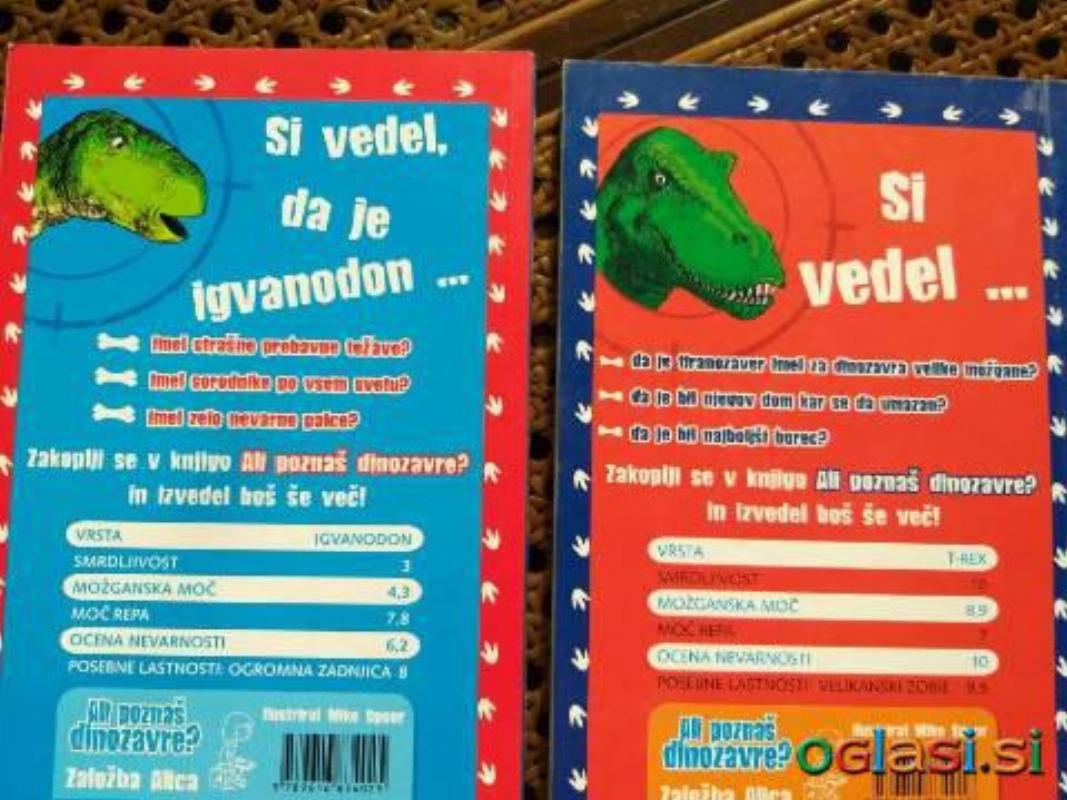 Si vedel,
da je
igvanodon ...
imel strašne prebavne težave?
imel sorodnike po vsem svetu?
imel zelo nevarne palce?
Zakoplji se v knjigo Ali poznaš dinozavre?
in izvedel boš še več!
VRSTA IGVANODON
SMRDLJIVOST 3
MOŽGANSKA MOČ 4,3
MOČ REPA 7,8
OCENA NEVARNOSTI 6,2
POSEBNE LASTNOSTI: OGROMNA ZADNJICA 8
Ali poznaš
dinozavre?
Ilustriral Mike Spoor
Založba Alica
Si
vedel ...
da je tiranozaver imel za dinozavra velike možgane?
da je bil njegov dom kar se da umazan?
da je bil najboljši borec?
Zakoplji se v knjigo Ali poznaš dinozavre?
in izvedel boš še več!
VRSTA T-REX
SMRDLJIVOST 10
MOŽGANSKA MOČ 8,9
MOČ REPA 7
OCENA NEVARNOSTI 10
POSEBNE LASTNOSTI: VELIKANSKI ZOBJE 9,5
Ali poznaš
dinozavre?
Ilustriral Mike Spoor
Založba Alica
oglasi.si